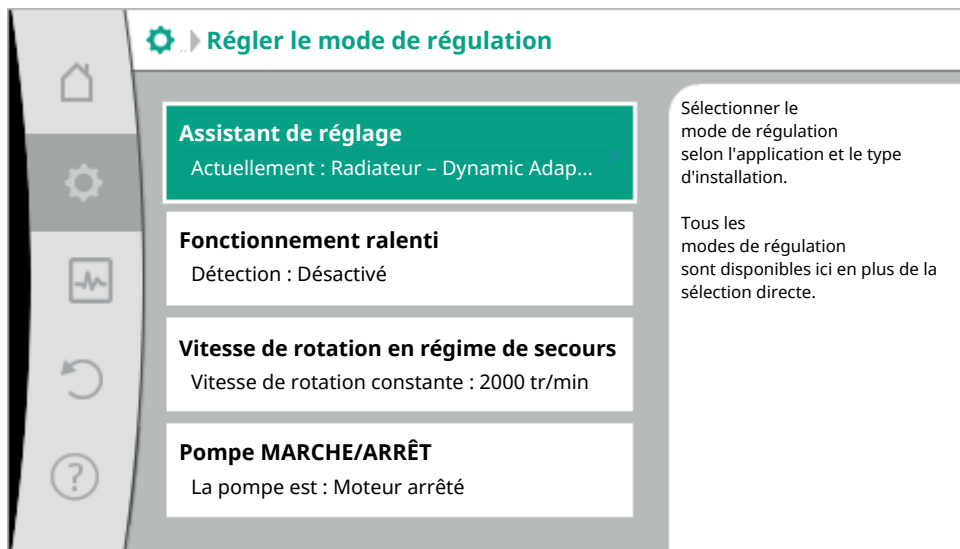 Régler le mode de régulation
Assistant de réglage
Actuellement : Radiateur – Dynamic Adap...
Fonctionnement ralenti
Détection : Désactivé
Vitesse de rotation en régime de secours
Vitesse de rotation constante : 2000 tr/min
Pompe MARCHE/ARRÊT
La pompe est : Moteur arrêté
Sélectionner le
mode de régulation
selon l'application et le type
d'installation.
Tous les
modes de régulation
sont disponibles ici en plus de la
sélection directe.
?